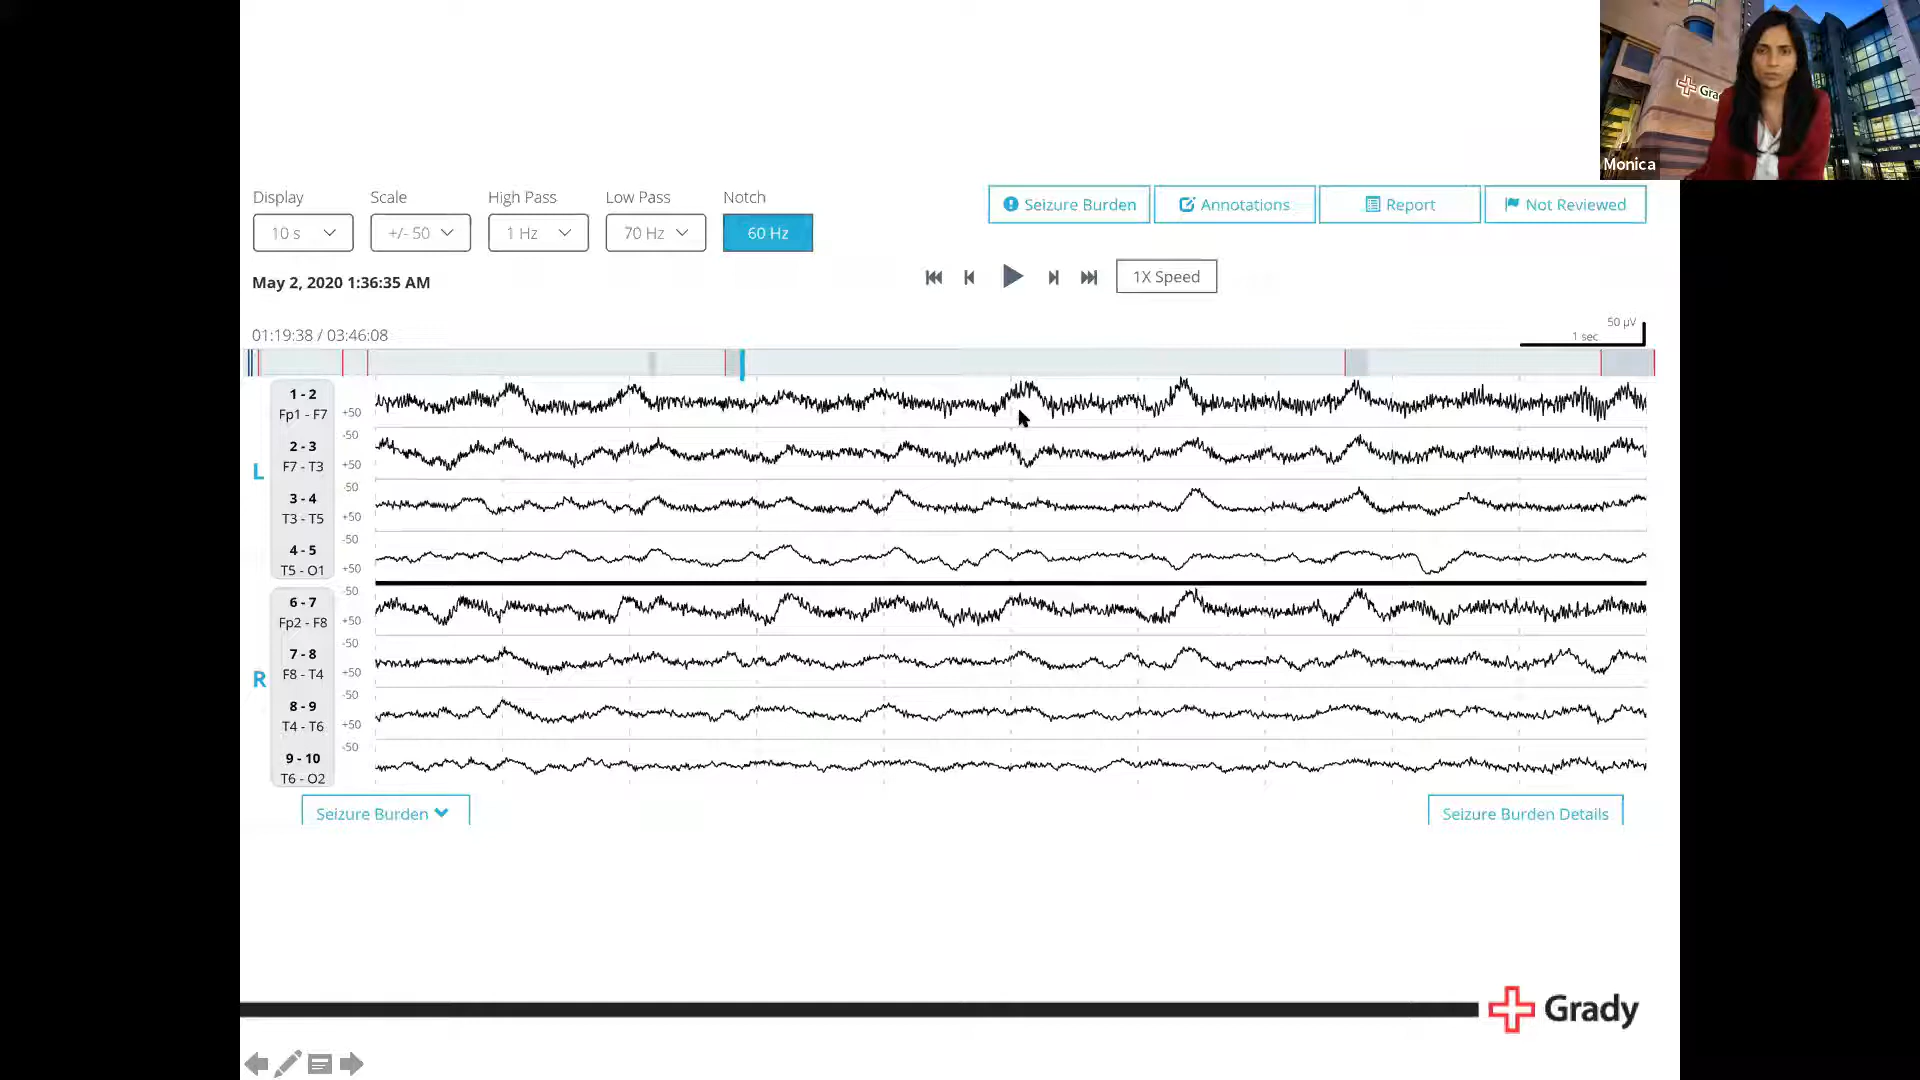 Gra
Monica
Display
Scale
High Pass
Low Pass
Notch
10 s
+/- 50
1 Hz
70 Hz
60 Hz
Seizure Burden
Annotations
Report
Not Reviewed
May 2, 2020 1:36:35 AM
1X Speed
01:19:38 / 03:46:08
50 µV
1 sec
L
1 - 2
Fp1 - F7
+50
-50
2 - 3
F7 - T3
+50
-50
3 - 4
T3 - T5
+50
-50
4 - 5
T5 - O1
+50
-50
R
6 - 7
Fp2 - F8
+50
-50
7 - 8
F8 - T4
+50
-50
8 - 9
T4 - T6
+50
-50
9 - 10
T6 - O2
Seizure Burden
Seizure Burden Details
Grady